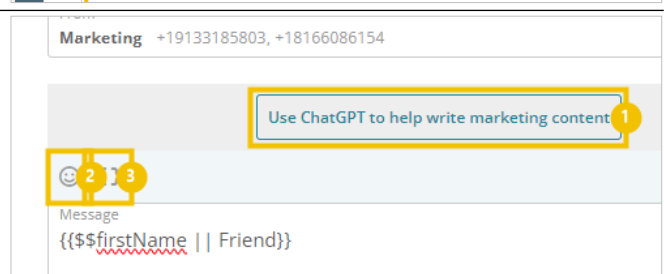 Marketing +19133185803, +18166086154
Use ChatGPT to help write marketing content
1
2 3
Message
{{$$firstName || Friend}}